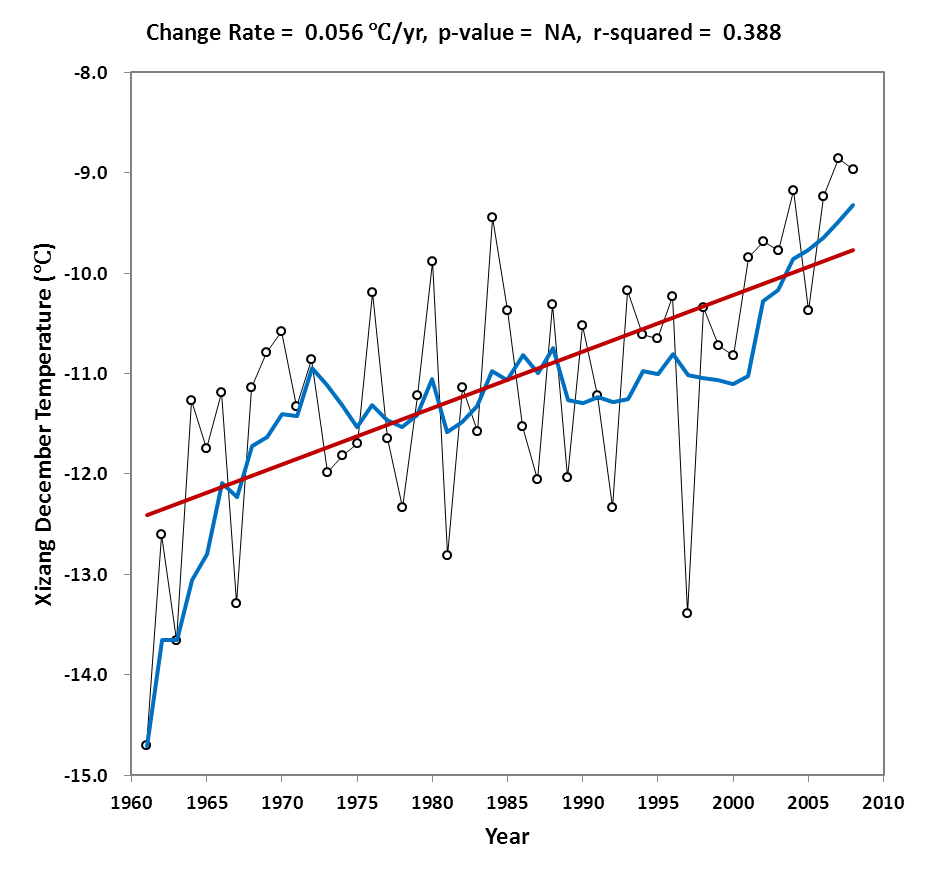 Change Rate = 0.056 ℃/yr, p-value = NA, r-squared = 0.388
Xizang December Temperature (℃)
-8.0
-9.0
-10.0
-11.0
-12.0
-13.0
-14.0
-15.0
1960 1965 1970 1975 1980 1985 1990 1995 2000 2005 2010
Year